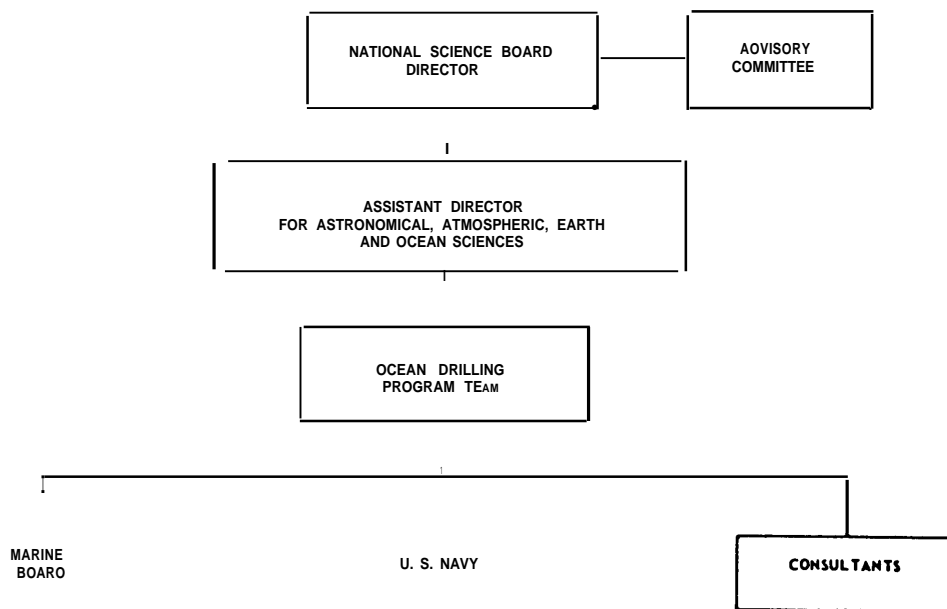 NATIONAL SCIENCE BOARD
DIRECTOR
AOVISORY
COMMITTEE
ASSISTANT DIRECTOR
FOR ASTRONOMICAL, ATMOSPHERIC, EARTH
AND OCEAN SCIENCES
OCEAN DRILLING
PROGRAM TEAM
MARINE
BOARO
U. S. NAVY
CONSULTANTS